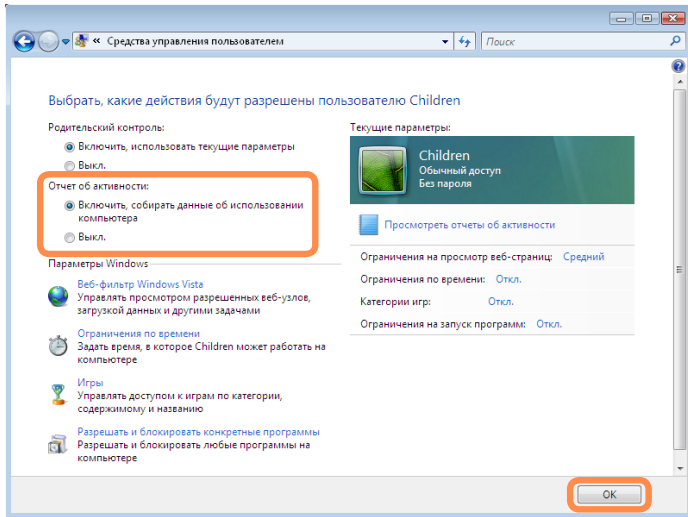 « Средства управления пользователем
Поиск
Выбрать, какие действия будут разрешены пользователю Children
Родительский контроль:
Включить, использовать текущие параметры
Выкл.
Отчет об активности:
Включить, собирать данные об использовании
компьютера
Выкл.
Параметры Windows
Веб-фильтр Windows Vista
Управлять просмотром разрешенных веб-узлов,
загрузкой данных и другими задачами
Ограничения по времени
Задать время, в которое Children может работать на
компьютере
Игры
Управлять доступом к играм по категории,
содержимому и названию
Разрешать и блокировать конкретные программы
Разрешать и блокировать любые программы на
компьютере
Текущие параметры:
Children
Обычный доступ
Без пароля
Просмотреть отчеты об активности
Ограничения на просмотр веб-страниц: Средний
Ограничения по времени: Откл.
Категории игр: Откл.
Ограничения на запуск программ: Откл.
OK